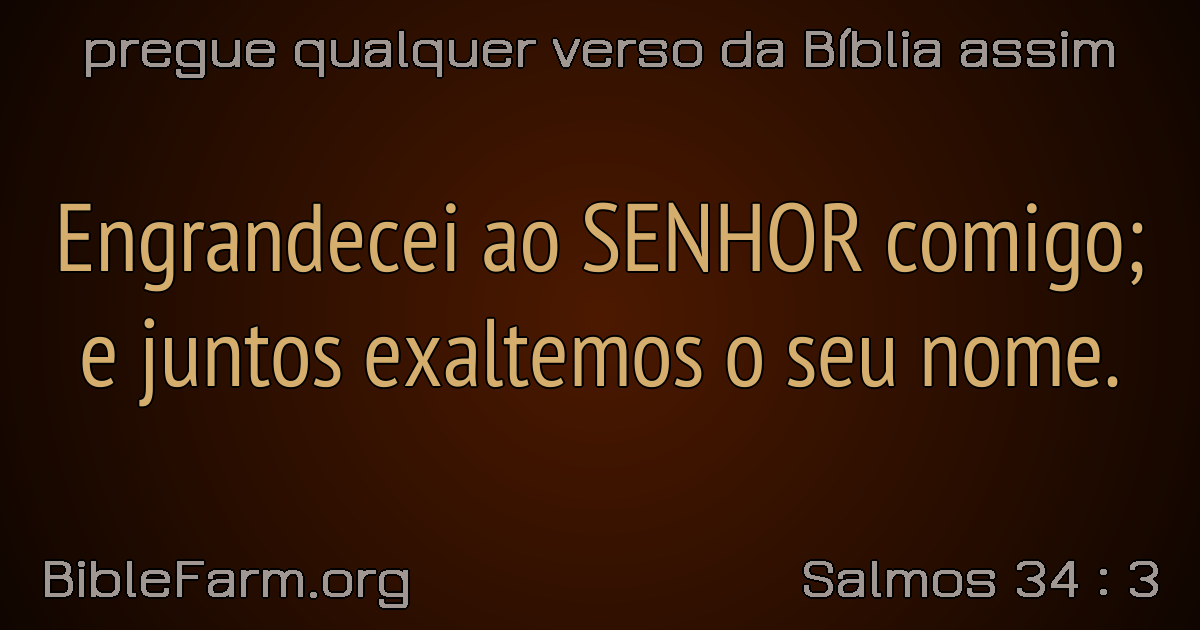 pregue qualquer verso da Bíblia assim
Engrandecei ao SENHOR comigo;
e juntos exaltemos o seu nome.
BibleFarm.org
Salmos 34 : 3